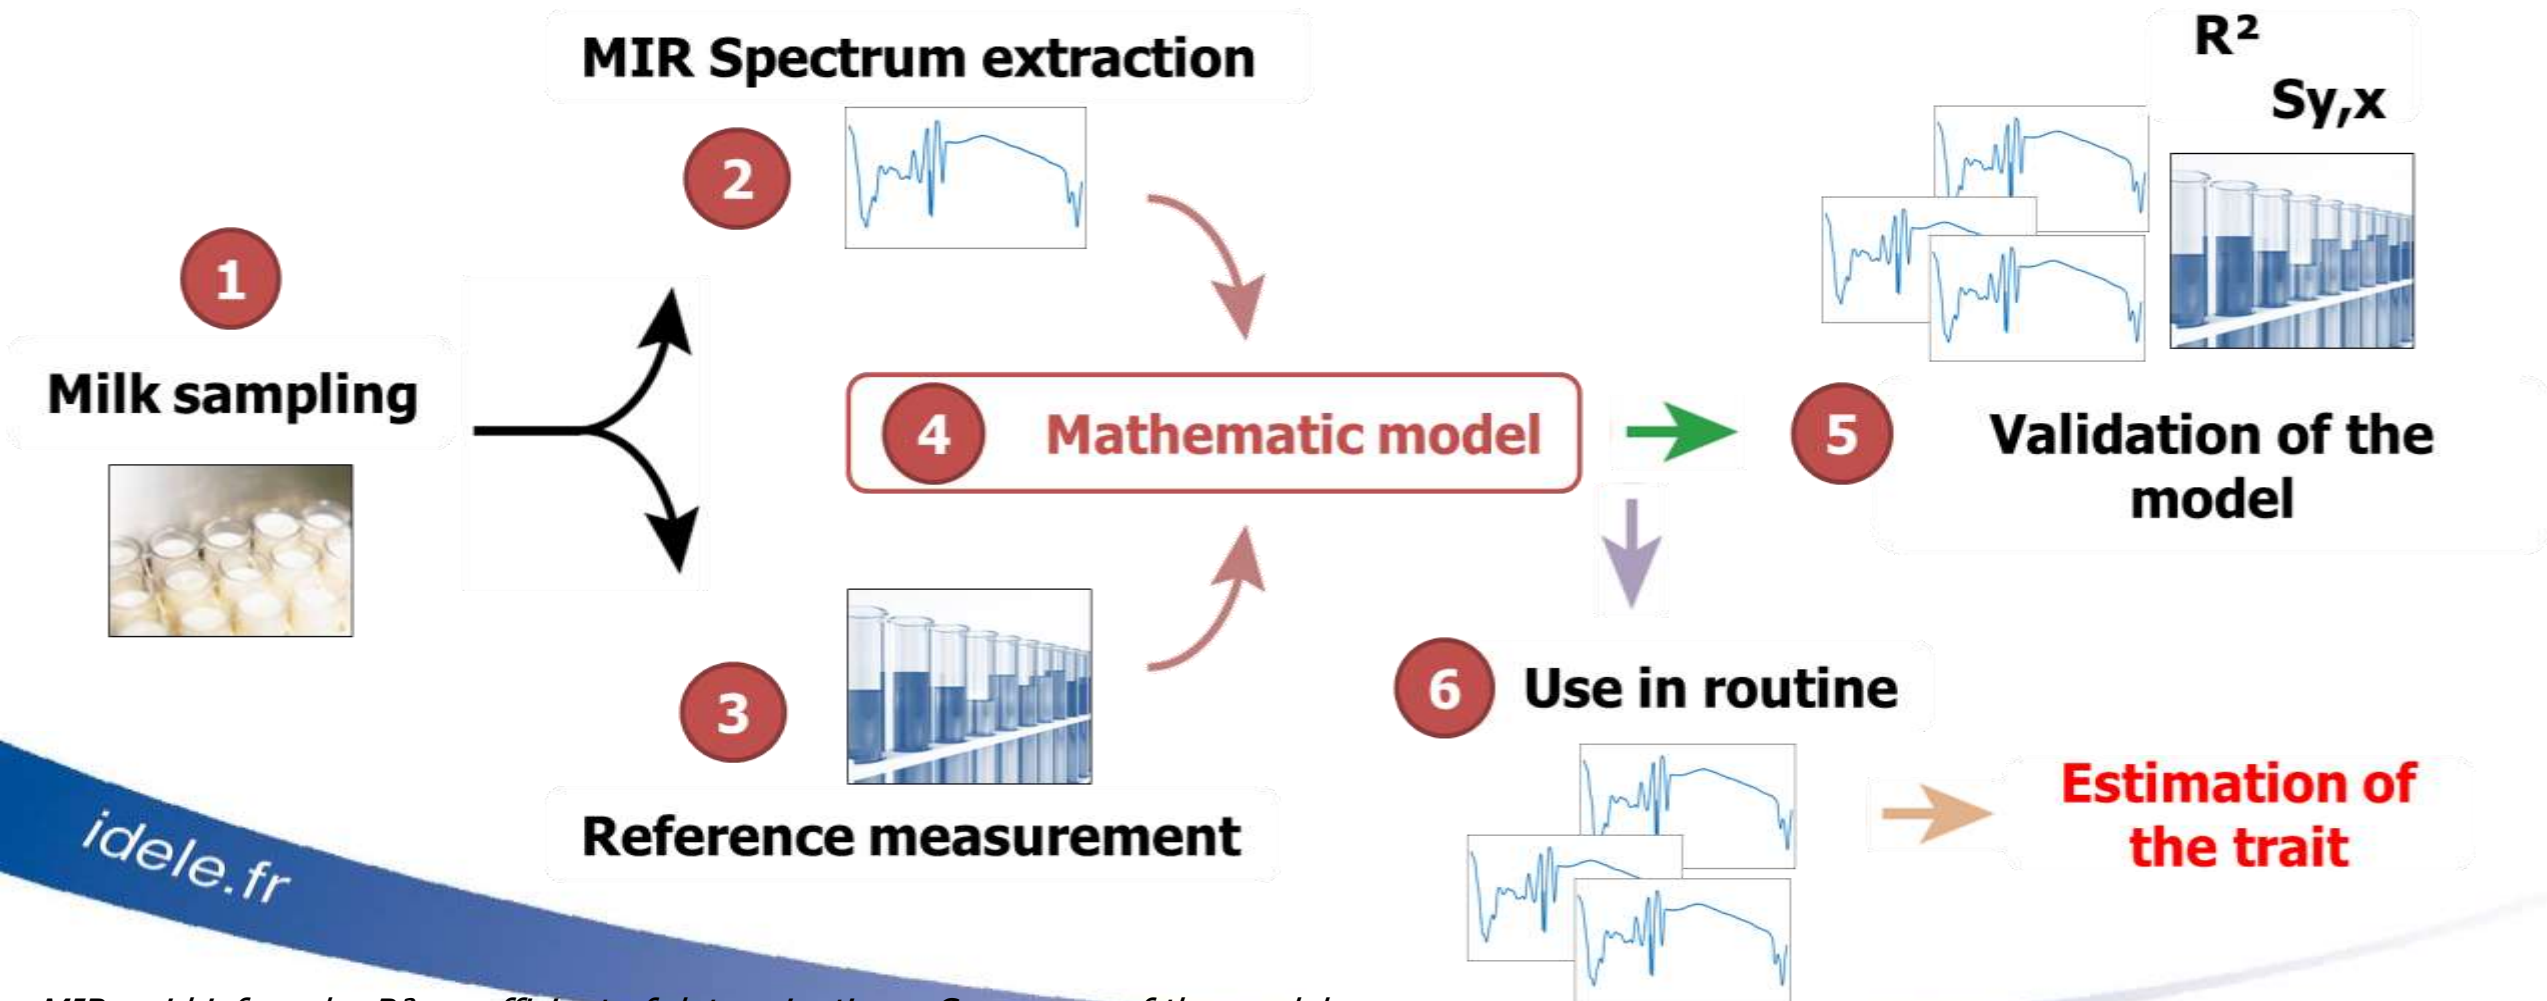 MIR Spectrum extraction
R²
Sy,x
2
1
Milk sampling
4 Mathematic model
5 Validation of the
model
3
Reference measurement
6 Use in routine
Estimation of
the trait
idele.fr